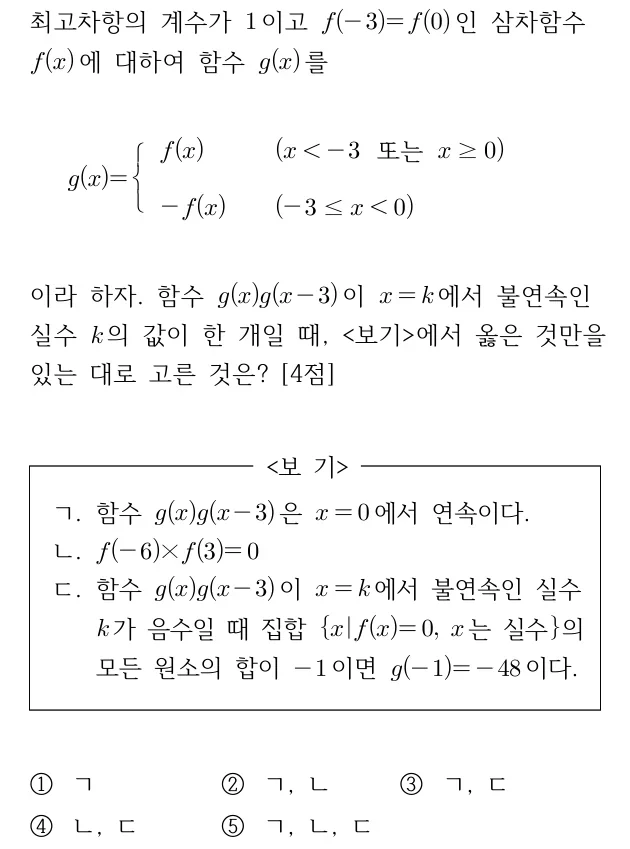 최고차항의 계수가 1이고 f(-3)=f(0)인 삼차함수
f(x)에 대하여 함수 g(x)를
g(x)={ f(x) (x<-3 또는 x≥0)
-f(x) (-3≤x<0)
이라 하자. 함수 g(x)g(x-3)이 x=k에서 불연속인
실수 k의 값이 한 개일 때, <보기>에서 옳은 것만을
있는 대로 고른 것은? [4점]
<보 기>
ㄱ. 함수 g(x)g(x-3)은 x=0에서 연속이다.
ㄴ. f(-6)×f(3)=0
ㄷ. 함수 g(x)g(x-3)이 x=k에서 불연속인 실수
k가 음수일 때 집합 {x|f(x)=0, x는 실수}의
모든 원소의 합이 -1이면 g(-1)=-48이다.
① ㄱ ② ㄱ, ㄴ ③ ㄱ, ㄷ
④ ㄴ, ㄷ ⑤ ㄱ, ㄴ, ㄷ